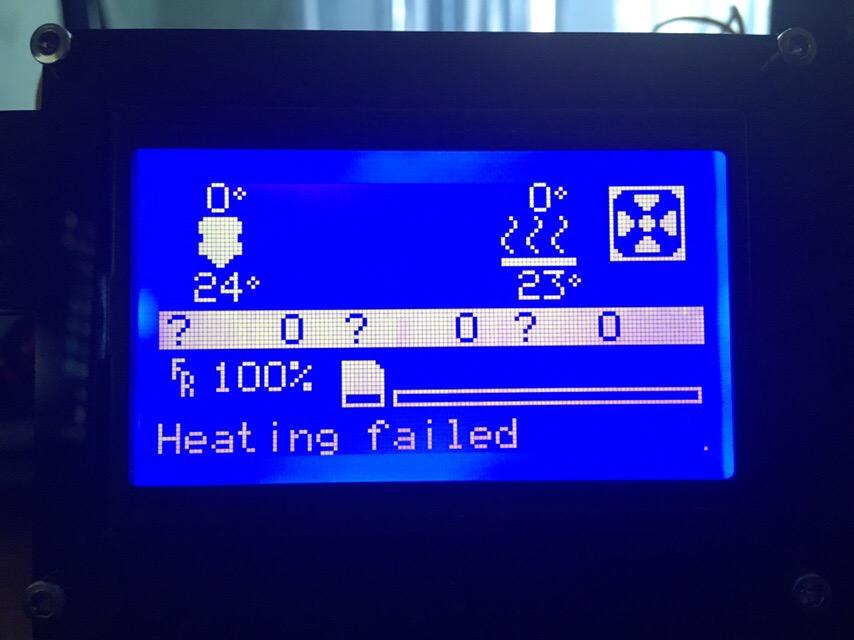 0° 0°
24° 23°
? 0 ? 0 ? 0
FR 100%
Heating failed